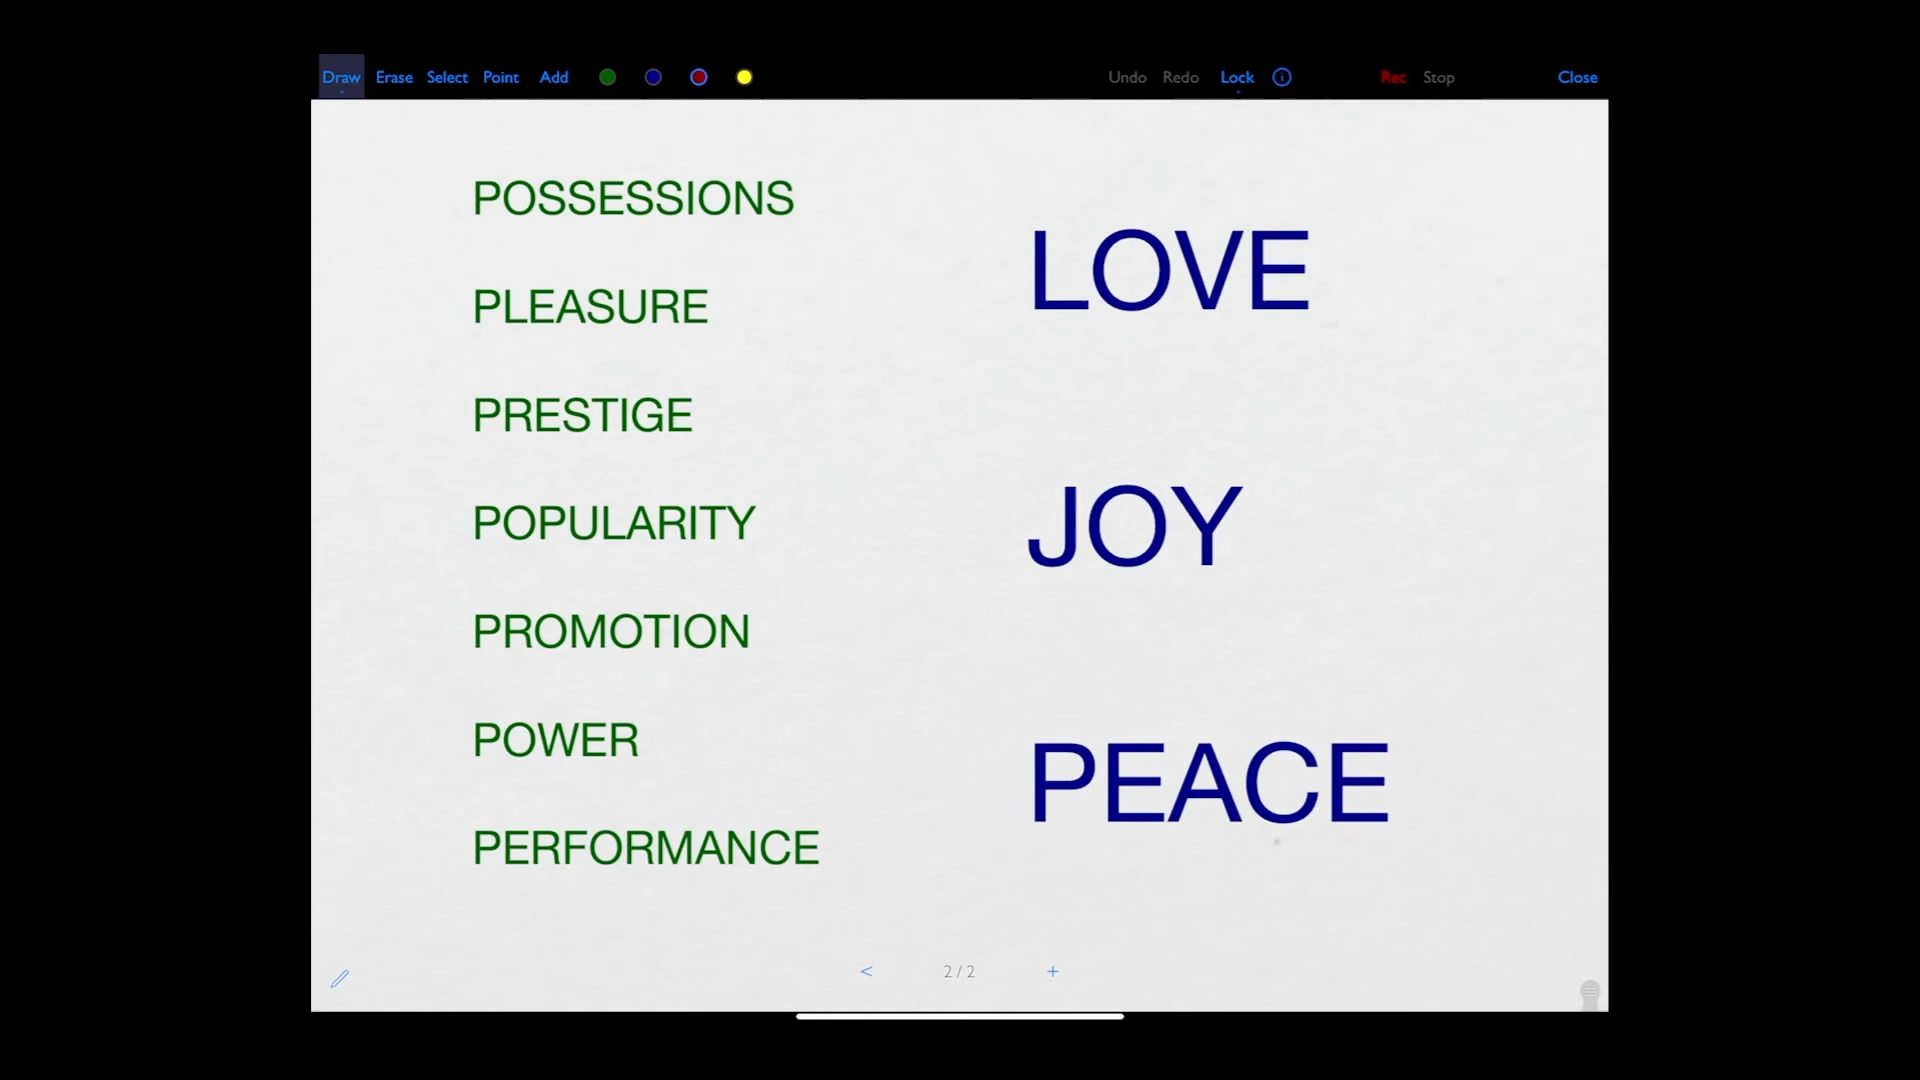 Draw Erase Select Point Add Undo Redo Lock Rec Stop Close
POSSESSIONS
PLEASURE
PRESTIGE
POPULARITY
PROMOTION
POWER
PERFORMANCE
LOVE
JOY
PEACE
< 2 / 2 +